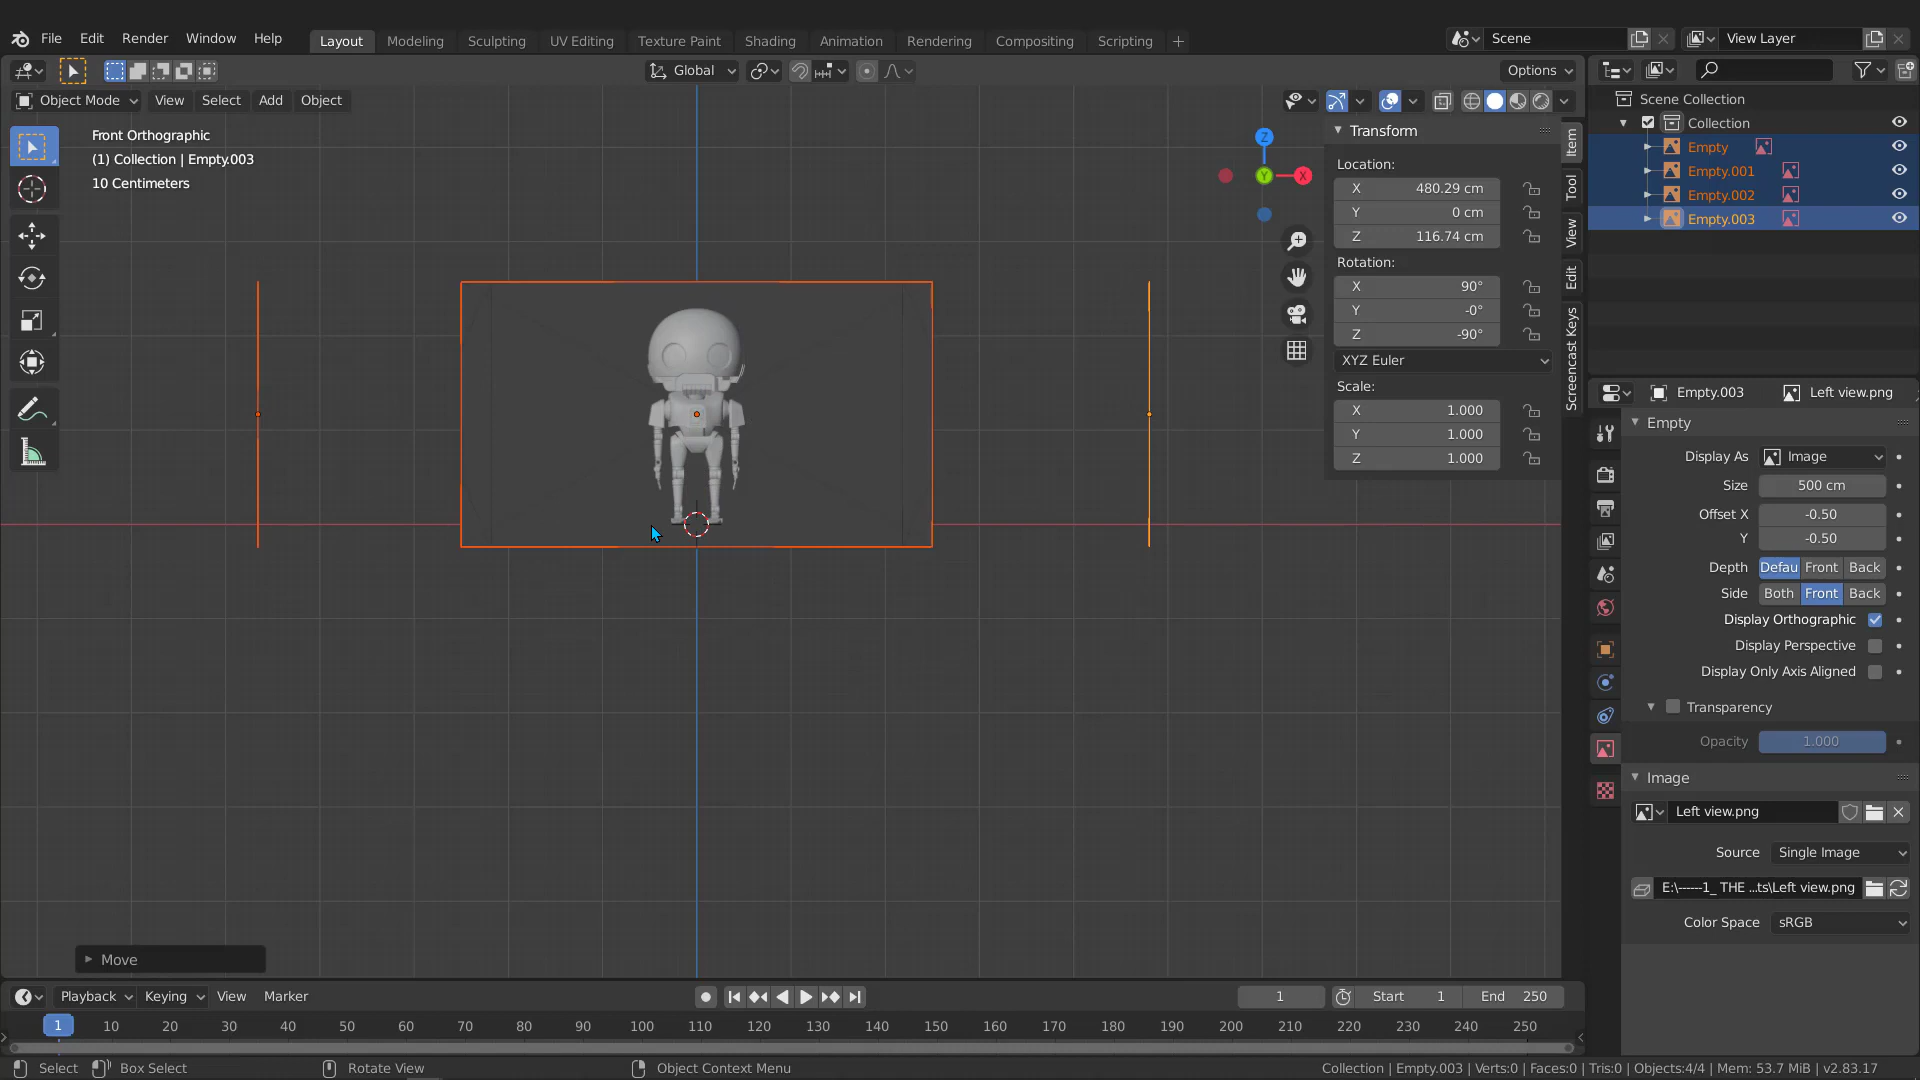 File Edit Render Window Help
Layout Modeling Sculpting UV Editing Texture Paint Shading Animation Rendering Compositing Scripting +
Scene
View Layer
Global
Options
Object Mode View Select Add Object
Front Orthographic
(1) Collection | Empty.003
10 Centimeters
Z
Y
X
Transform
Location:
X 480.29 cm
Y 0 cm
Z 116.74 cm
Rotation:
X 90°
Y -0°
Z -90°
XYZ Euler
Scale:
X 1.000
Y 1.000
Z 1.000
Item
Tool
View
Edit
Screencast Keys
Scene Collection
Collection
Empty
Empty.001
Empty.002
Empty.003
Empty.003 Left view.png
Empty
Display As Image
Size 500 cm
Offset X -0.50
Y -0.50
Depth Defau Front Back
Side Both Front Back
Display Orthographic
Display Perspective
Display Only Axis Aligned
Transparency
Opacity 1.000
Image
Left view.png
Source Single Image
E:\------1_ THE ...ts\Left view.png
Color Space sRGB
Move
Playback Keying View Marker
1 Start 1 End 250
1 10 20 30 40 50 60 70 80 90 100 110 120 130 140 150 160 170 180 190 200 210 220 230 240 250
Select Box Select Rotate View Object Context Menu
Collection | Empty.003 | Verts:0 | Faces:0 | Tris:0 | Objects:4/4 | Mem: 53.7 MiB | v2.83.17